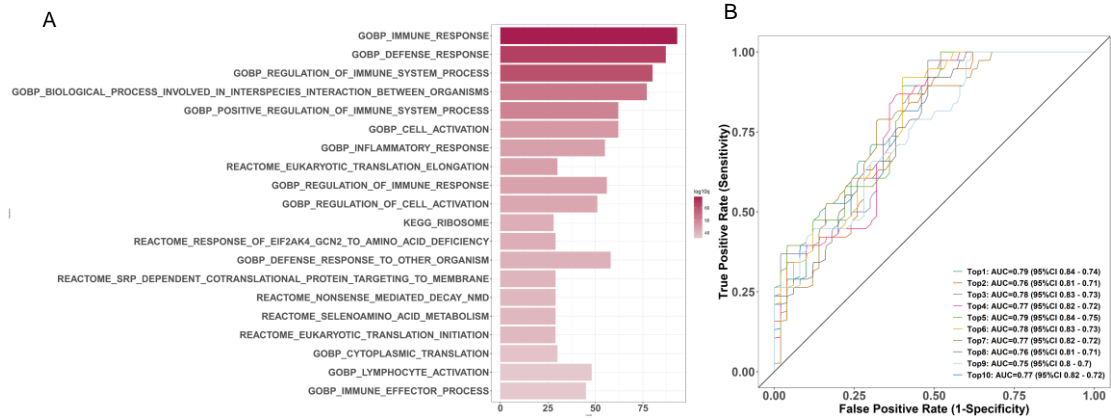 A
GOBP_IMMUNE_RESPONSE
GOBP_DEFENSE_RESPONSE
GOBP_REGULATION_OF_IMMUNE_SYSTEM_PROCESS
GOBP_BIOLOGICAL_PROCESS_INVOLVED_IN_INTERSPECIES_INTERACTION_BETWEEN_ORGANISMS
GOBP_POSITIVE_REGULATION_OF_IMMUNE_SYSTEM_PROCESS
GOBP_CELL_ACTIVATION
GOBP_INFLAMMATORY_RESPONSE
REACTOME_EUKARYOTIC_TRANSLATION_ELONGATION
GOBP_REGULATION_OF_IMMUNE_RESPONSE
GOBP_REGULATION_OF_CELL_ACTIVATION
KEGG_RIBOSOME
REACTOME_RESPONSE_OF_EIF2AK4_GCN2_TO_AMINO_ACID_DEFICIENCY
GOBP_DEFENSE_RESPONSE_TO_OTHER_ORGANISM
REACTOME_SRP_DEPENDENT_COTRANSLATIONAL_PROTEIN_TARGETING_TO_MEMBRANE
REACTOME_NONSENSE_MEDIATED_DECAY_NMD
REACTOME_SELENOAMINO_ACID_METABOLISM
REACTOME_EUKARYOTIC_TRANSLATION_INITIATION
GOBP_CYTOPLASMIC_TRANSLATION
GOBP_LYMPHOCYTE_ACTIVATION
GOBP_IMMUNE_EFFECTOR_PROCESS
0 25 50 75
log10q
60
50
40
B
True Positive Rate (Sensitivity)
1.00
0.75
0.50
0.25
0.00
Top1: AUC=0.79 (95%CI 0.84 - 0.74)
Top2: AUC=0.76 (95%CI 0.81 - 0.71)
Top3: AUC=0.78 (95%CI 0.83 - 0.73)
Top4: AUC=0.77 (95%CI 0.82 - 0.72)
Top5: AUC=0.79 (95%CI 0.84 - 0.75)
Top6: AUC=0.78 (95%CI 0.83 - 0.73)
Top7: AUC=0.77 (95%CI 0.82 - 0.72)
Top8: AUC=0.76 (95%CI 0.81 - 0.71)
Top9: AUC=0.75 (95%CI 0.8 - 0.7)
Top10: AUC=0.77 (95%CI 0.82 - 0.72)
0.00 0.25 0.50 0.75 1.00
False Positive Rate (1-Specificity)